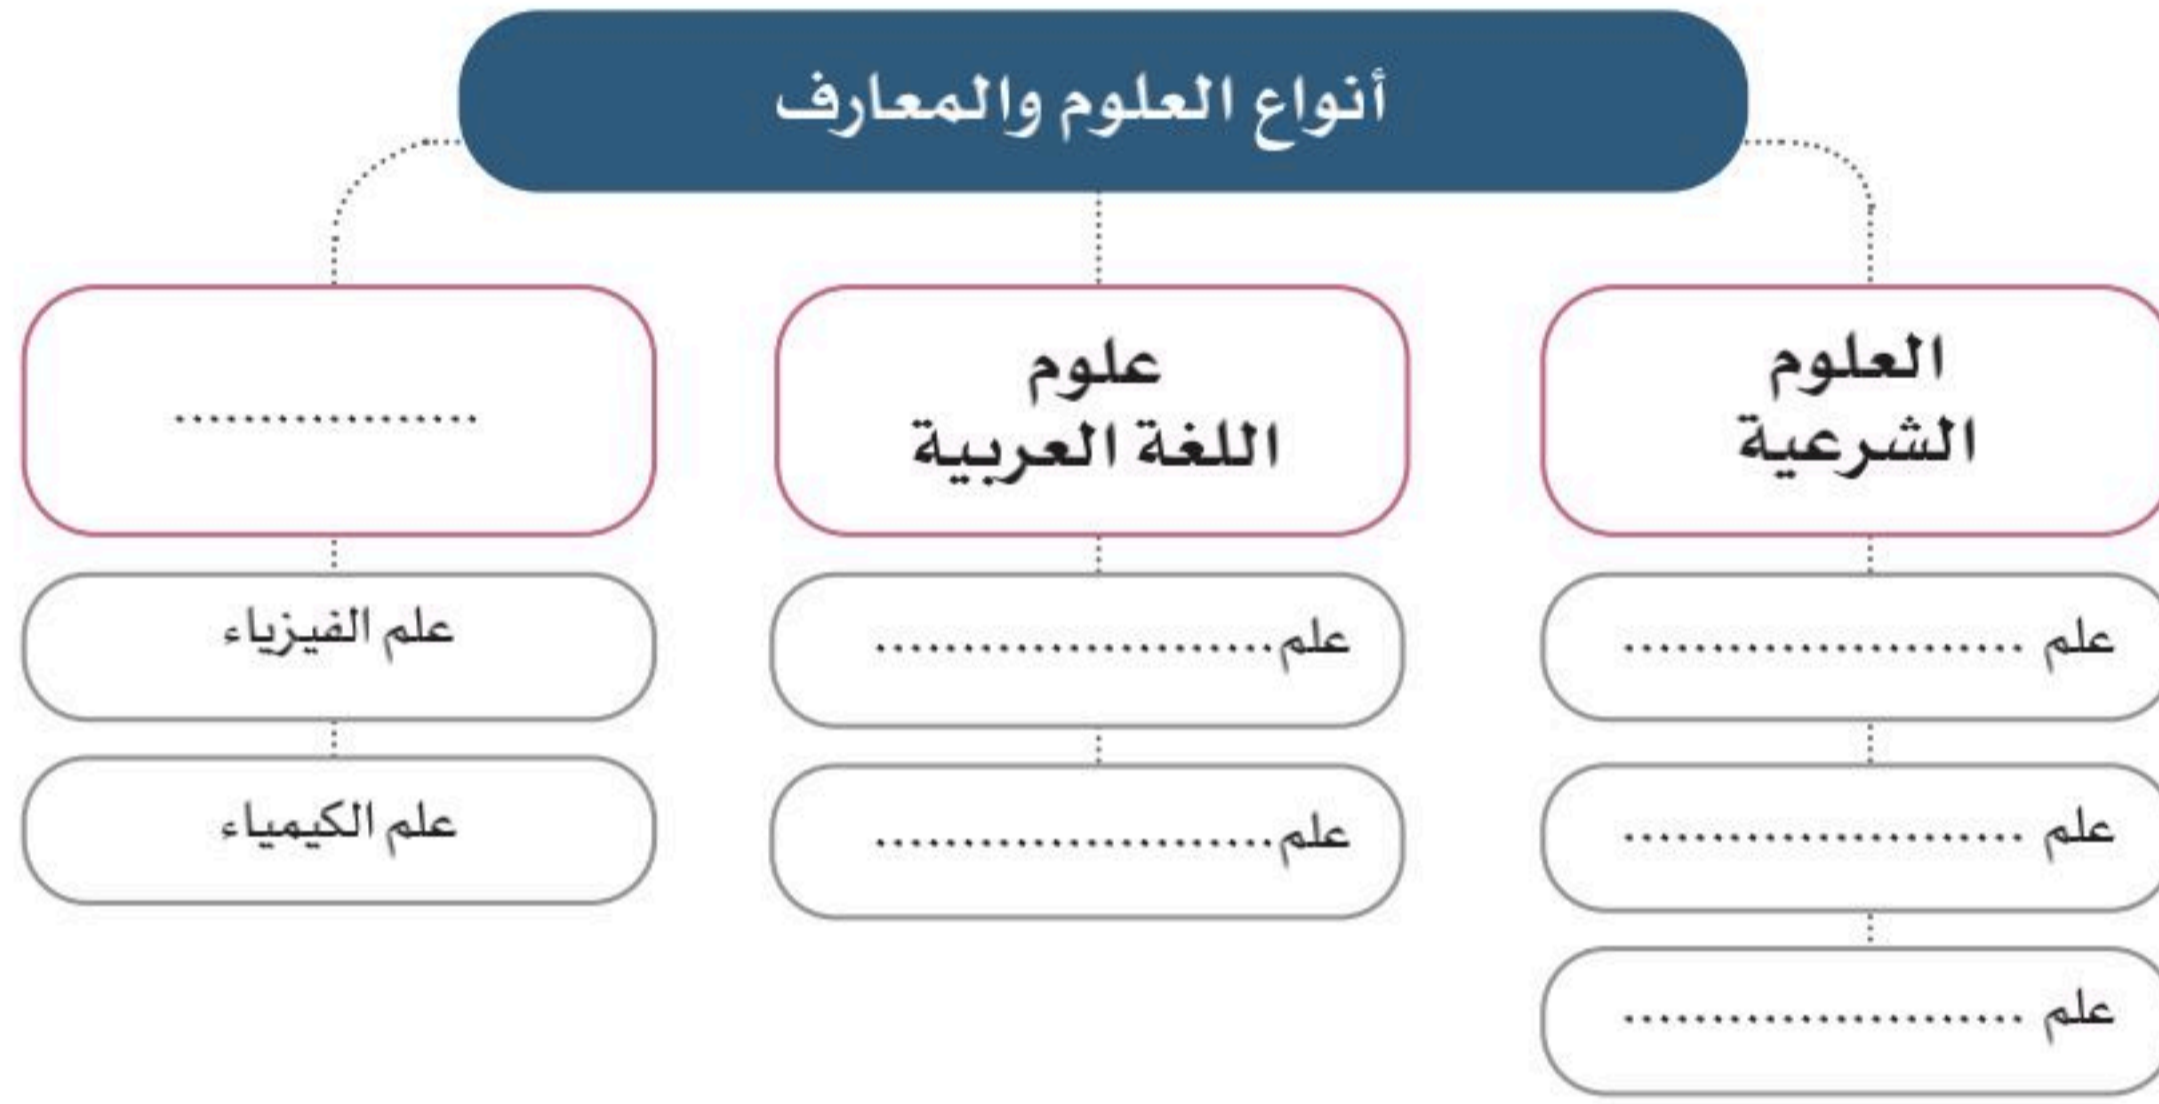 أنواع العلوم والمعارف
العلوم
الشرعية
علم ......................
علم ......................
علم ......................
علوم
اللغة العربية
علم......................
علم......................
.................
علم الفيزياء
علم الكيمياء